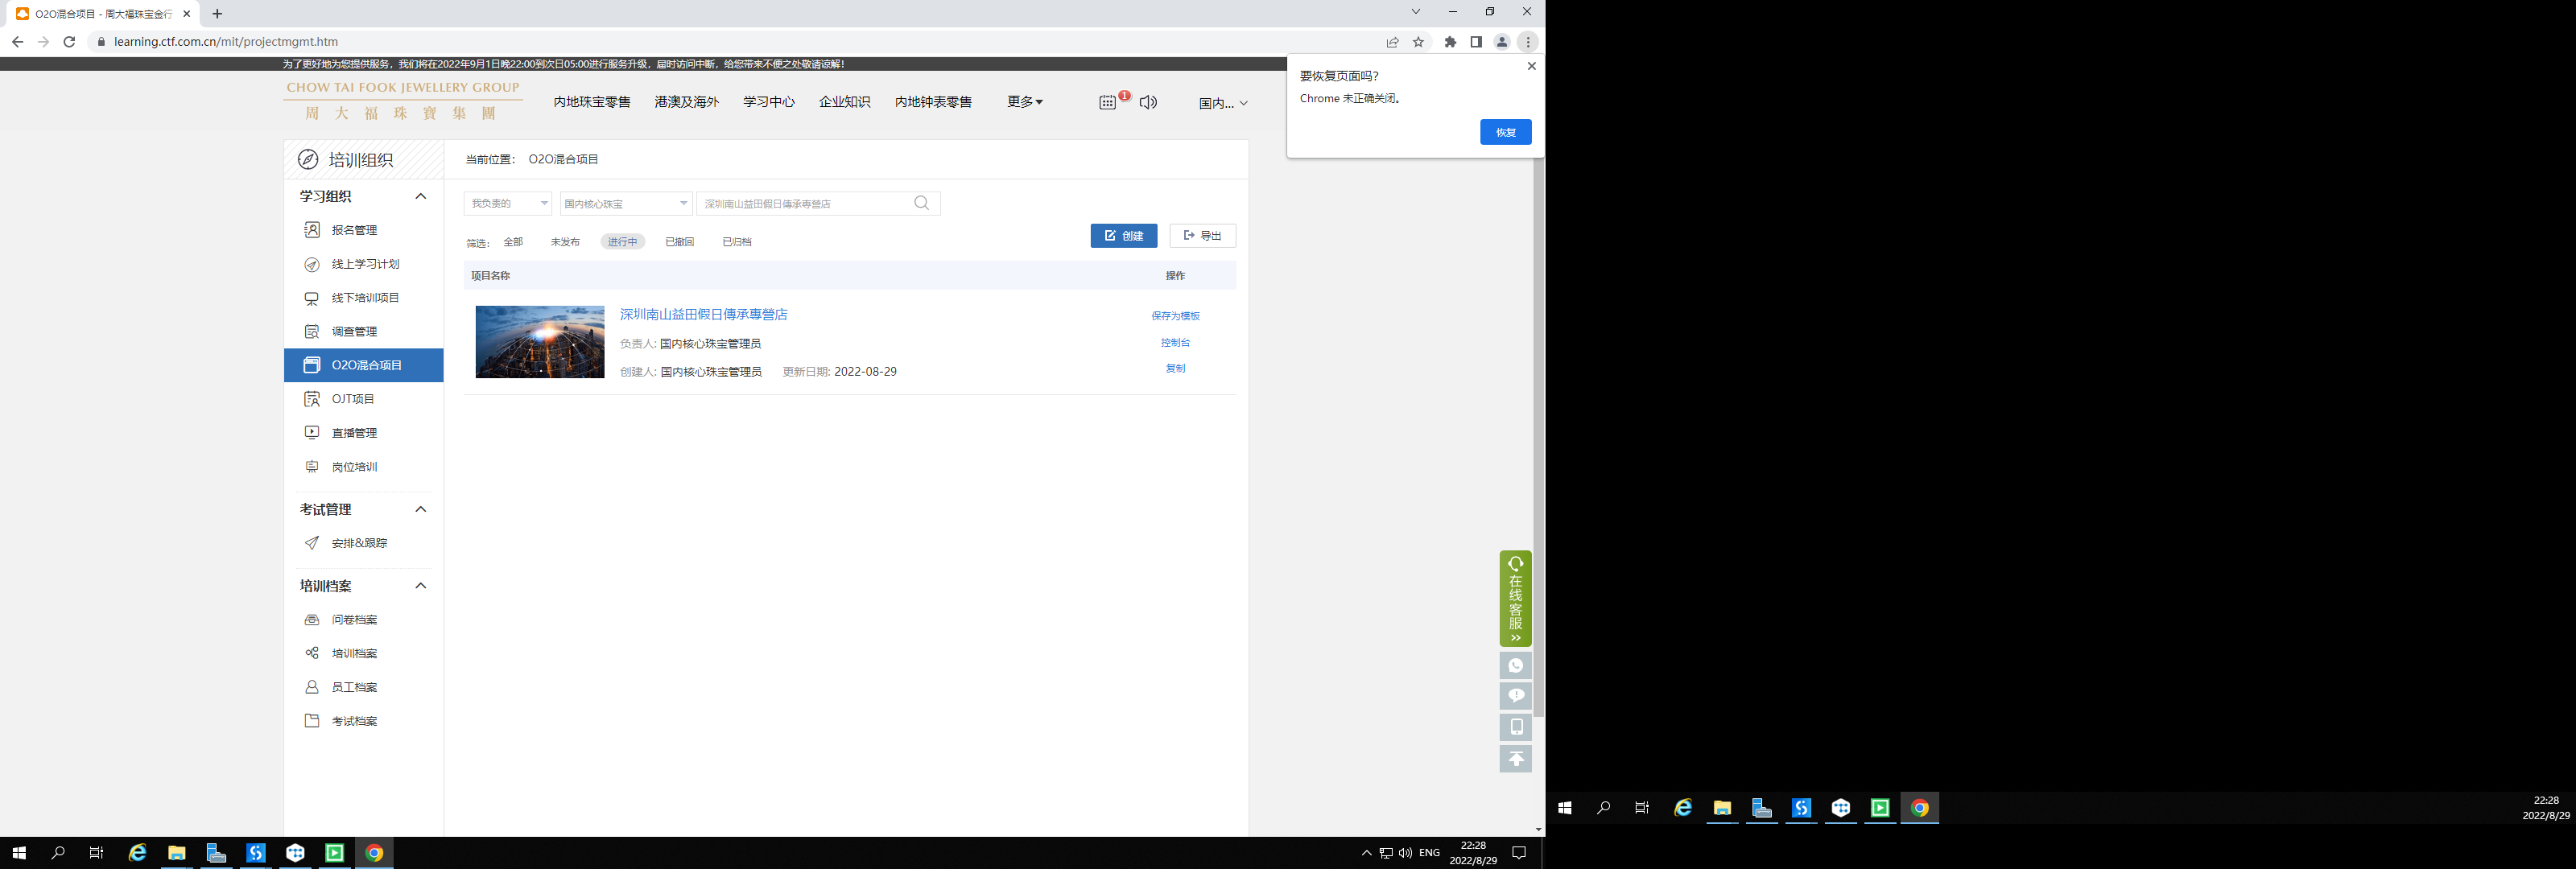 O2O混合项目 - 周大福珠宝金行
learning.ctf.com.cn/mit/projectmgmt.htm
为了更好地为您提供服务，我们将在2022年9月1日晚22:00到次日05:00进行服务升级，届时访问中断，给您带来不便之处敬请谅解！
要恢复页面吗？
Chrome 未正确关闭。
恢复
CHOW TAI FOOK JEWELLERY GROUP
周大福珠寶集團
内地珠宝零售 港澳及海外 学习中心 企业知识 内地钟表零售 更多 1 国内...
培训组织
当前位置： O2O混合项目
学习组织
报名管理
线上学习计划
线下培训项目
调查管理
O2O混合项目
OJT项目
直播管理
岗位培训
考试管理
安排&跟踪
培训档案
问卷档案
培训档案
员工档案
考试档案
我负责的 国内核心珠宝 深圳南山益田假日傳承專營店
筛选： 全部 未发布 进行中 已撤回 已归档
创建 导出
项目名称 操作
深圳南山益田假日傳承專營店
负责人: 国内核心珠宝管理员
创建人: 国内核心珠宝管理员 更新日期: 2022-08-29
保存为模板
控制台
复制
在线客服
ENG
22:28
2022/8/29
22:28
2022/8/29